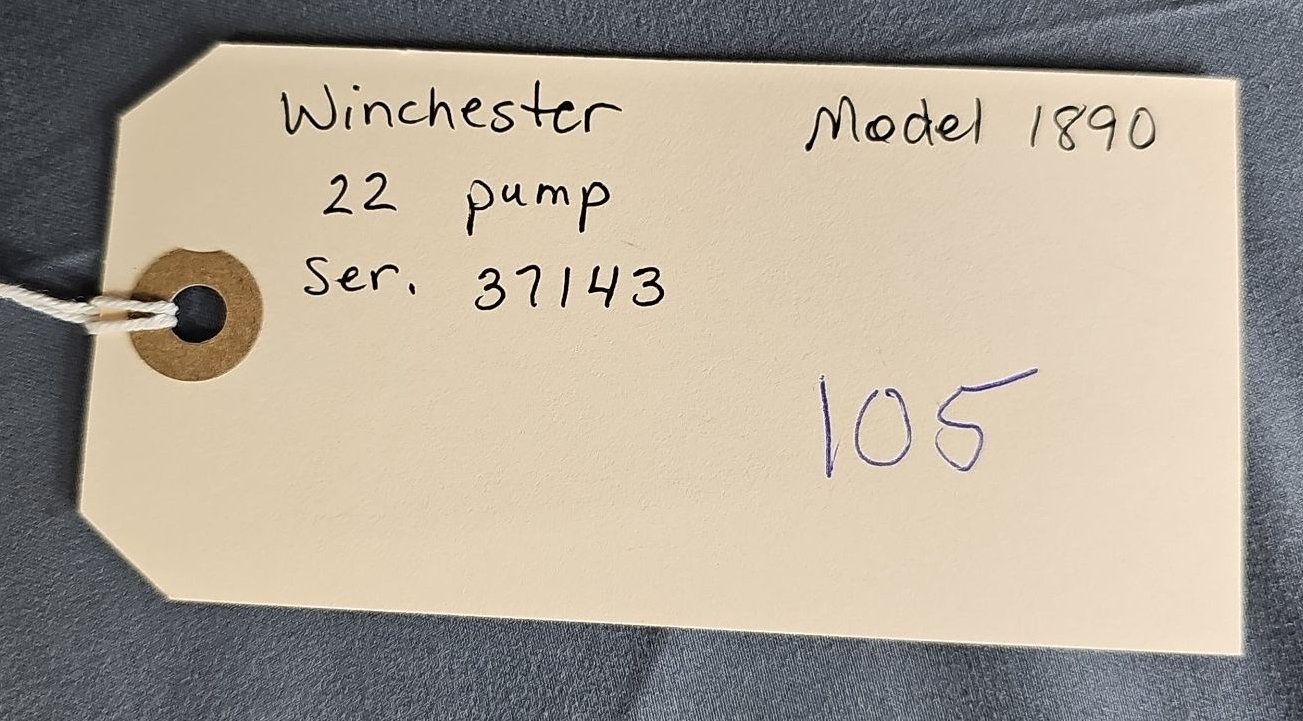 Winchester Model 1890
22 pump
Ser. 37143
105